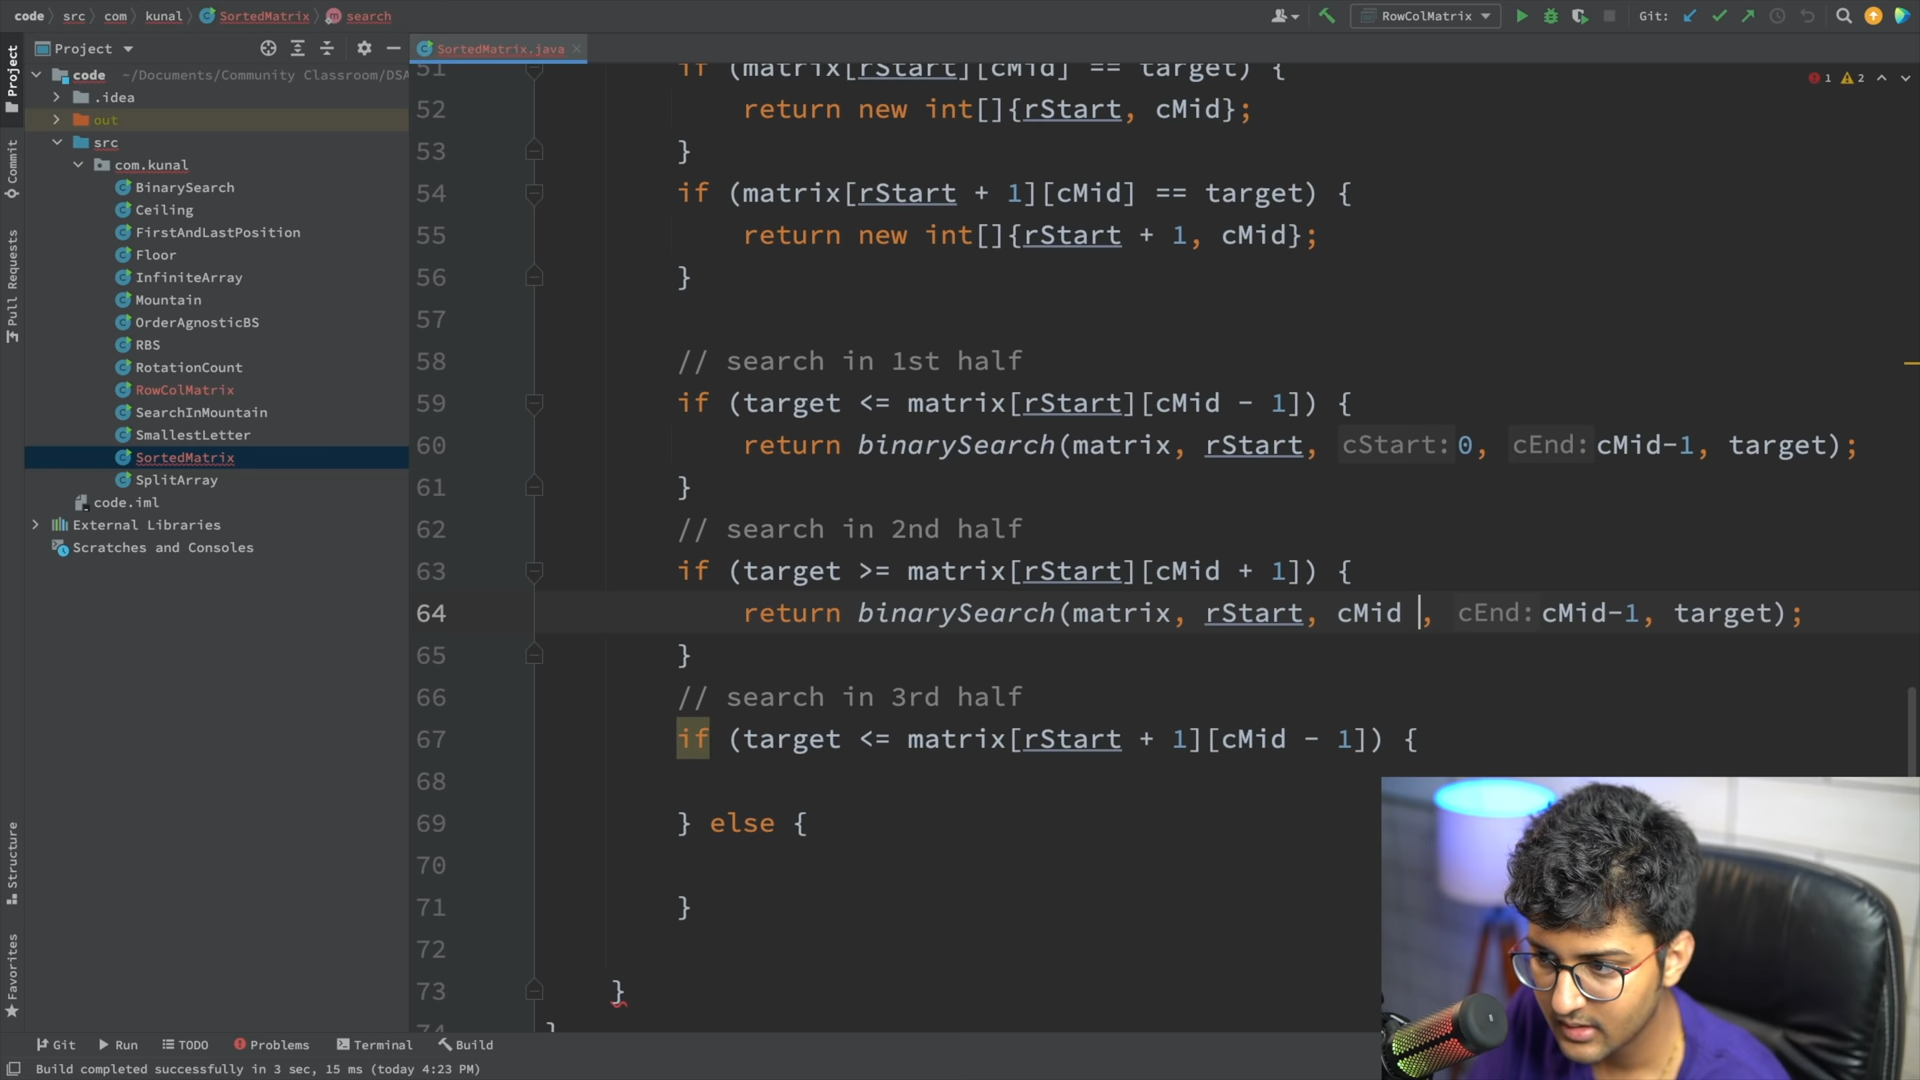 code src com kunal SortedMatrix search RowColMatrix Git:
Project SortedMatrix.java
code ~/Documents/Community Classroom/DSA
.idea
out
src
com.kunal
BinarySearch
Ceiling
FirstAndLastPosition
Floor
InfiniteArray
Mountain
OrderAgnosticBS
RBS
RotationCount
RowColMatrix
SearchInMountain
SmallestLetter
SortedMatrix
SplitArray
code.iml
External Libraries
Scratches and Consoles
Project
Commit
Pull Requests
Structure
Favorites
1 2
51 if (matrix[rStart][cMid] == target) {
52 return new int[]{rStart, cMid};
53 }
54 if (matrix[rStart + 1][cMid] == target) {
55 return new int[]{rStart + 1, cMid};
56 }
57
58 // search in 1st half
59 if (target <= matrix[rStart][cMid - 1]) {
60 return binarySearch(matrix, rStart, cStart: 0, cEnd: cMid-1, target);
61 }
62 // search in 2nd half
63 if (target >= matrix[rStart][cMid + 1]) {
64 return binarySearch(matrix, rStart, cMid , cEnd: cMid-1, target);
65 }
66 // search in 3rd half
67 if (target <= matrix[rStart + 1][cMid - 1]) {
68
69 } else {
70
71 }
72
73 }
74 }
Git Run TODO Problems Terminal Build
Build completed successfully in 3 sec, 15 ms (today 4:23 PM)